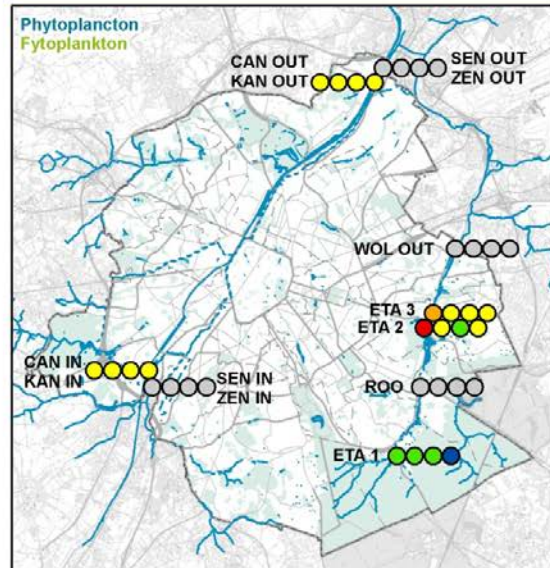 Phytoplancton
Fytoplankton
CAN OUT
KAN OUT
SEN OUT
ZEN OUT
WOL OUT
ETA 3
ETA 2
CAN IN
KAN IN
SEN IN
ZEN IN
ROO
ETA 1